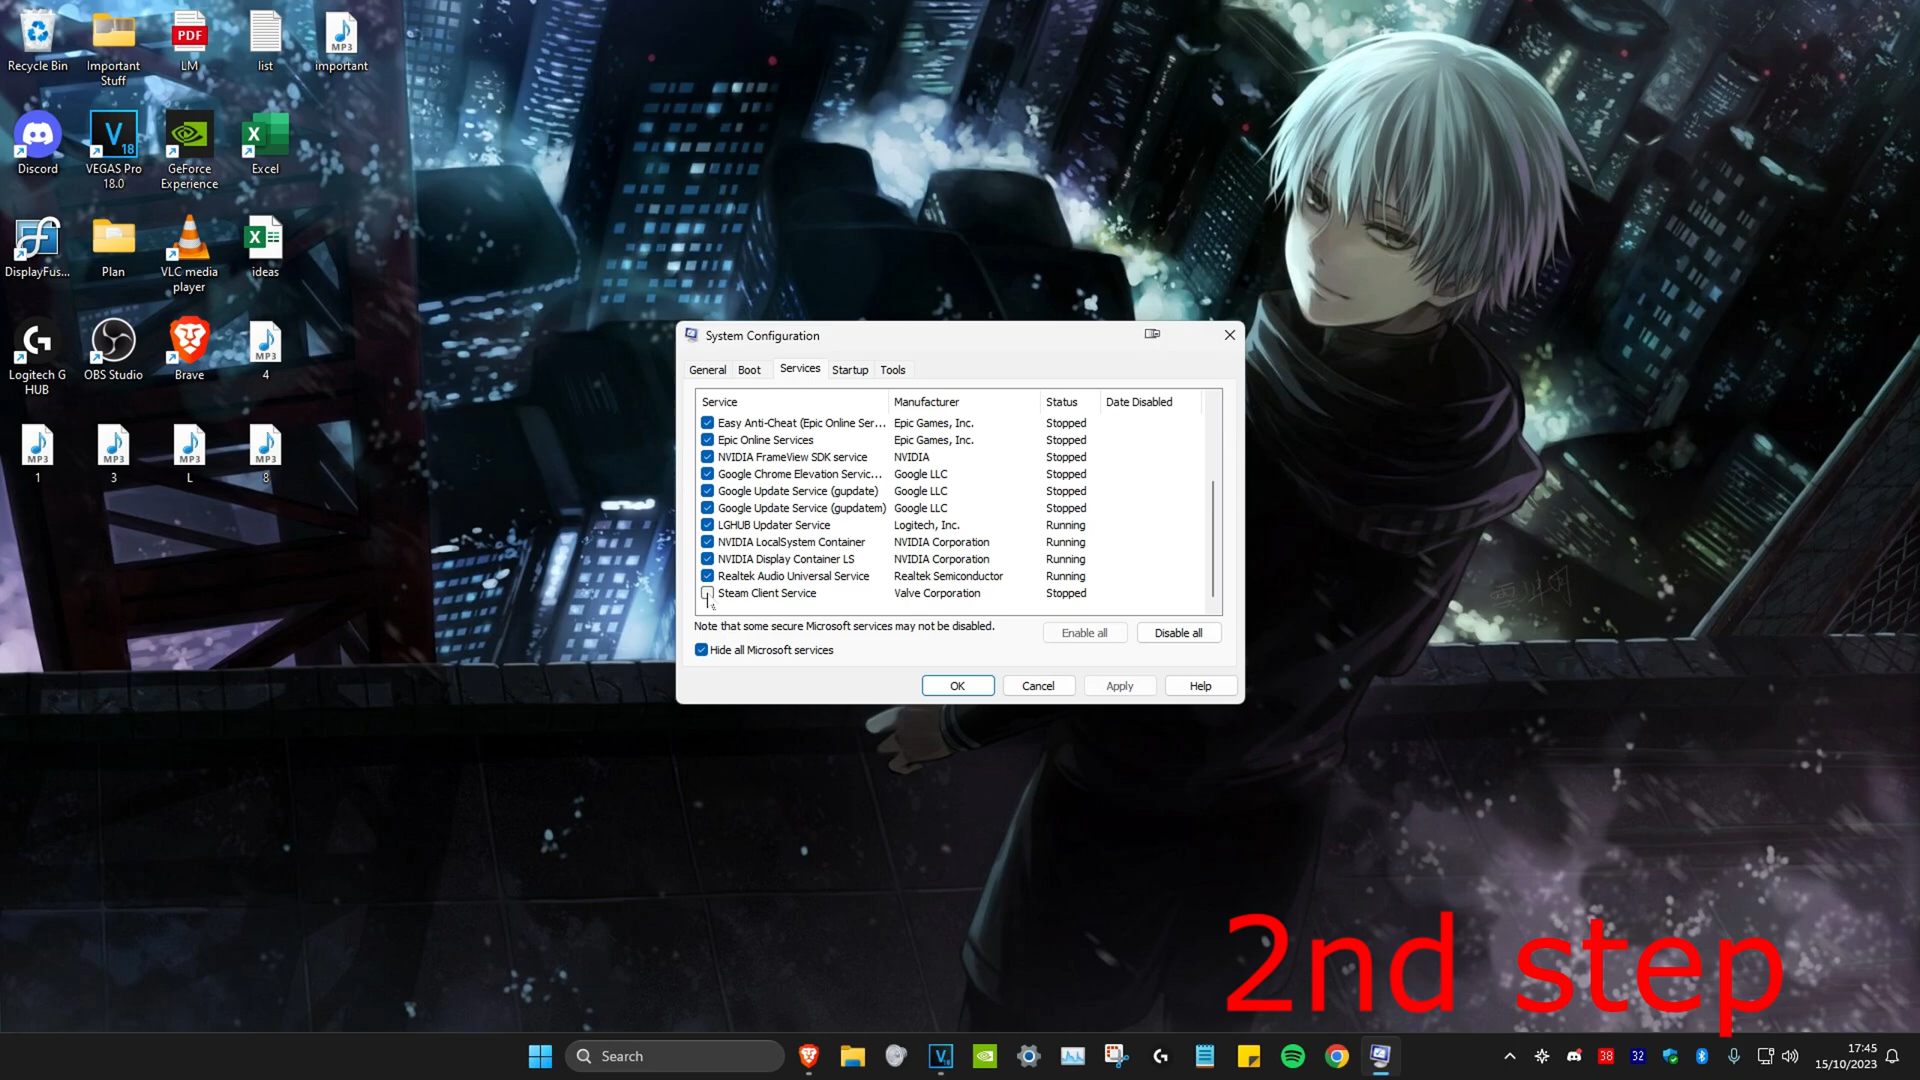 Recycle Bin
Important Stuff
PDF
LM
list
MP3
important
Discord
V 18
VEGAS Pro 18.0
GeForce Experience
X
Excel
DisplayFus...
Plan
VLC media player
X
ideas
Logitech G HUB
OBS Studio
Brave
MP3
4
MP3
1
MP3
3
MP3
L
MP3
8
System Configuration
General Boot Services Startup Tools
Service Manufacturer Status Date Disabled
Easy Anti-Cheat (Epic Online Ser... Epic Games, Inc. Stopped
Epic Online Services Epic Games, Inc. Stopped
NVIDIA FrameView SDK service NVIDIA Stopped
Google Chrome Elevation Servic... Google LLC Stopped
Google Update Service (gupdate) Google LLC Stopped
Google Update Service (gupdatem) Google LLC Stopped
LGHUB Updater Service Logitech, Inc. Running
NVIDIA LocalSystem Container NVIDIA Corporation Running
NVIDIA Display Container LS NVIDIA Corporation Running
Realtek Audio Universal Service Realtek Semiconductor Running
Steam Client Service Valve Corporation Stopped
Note that some secure Microsoft services may not be disabled.
Enable all Disable all
Hide all Microsoft services
OK Cancel Apply Help
2nd step
Search
38
32
17:45
15/10/2023